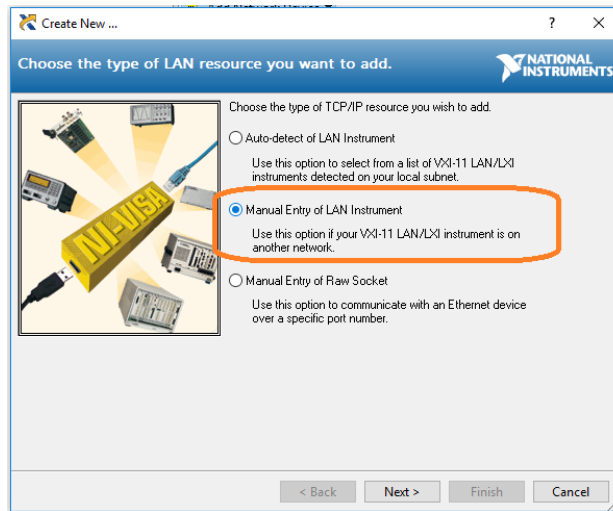 Create New ...
? ×
Choose the type of LAN resource you want to add.
NATIONAL
INSTRUMENTS
Choose the type of TCP/IP resource you wish to add.
Auto-detect of LAN Instrument
Use this option to select from a list of VXI-11 LAN/LXI
instruments detected on your local subnet.
Manual Entry of LAN Instrument
Use this option if your VXI-11 LAN/LXI instrument is on
another network.
Manual Entry of Raw Socket
Use this option to communicate with an Ethernet device
over a specific port number.
NI-VISA
< Back
Next >
Finish
Cancel